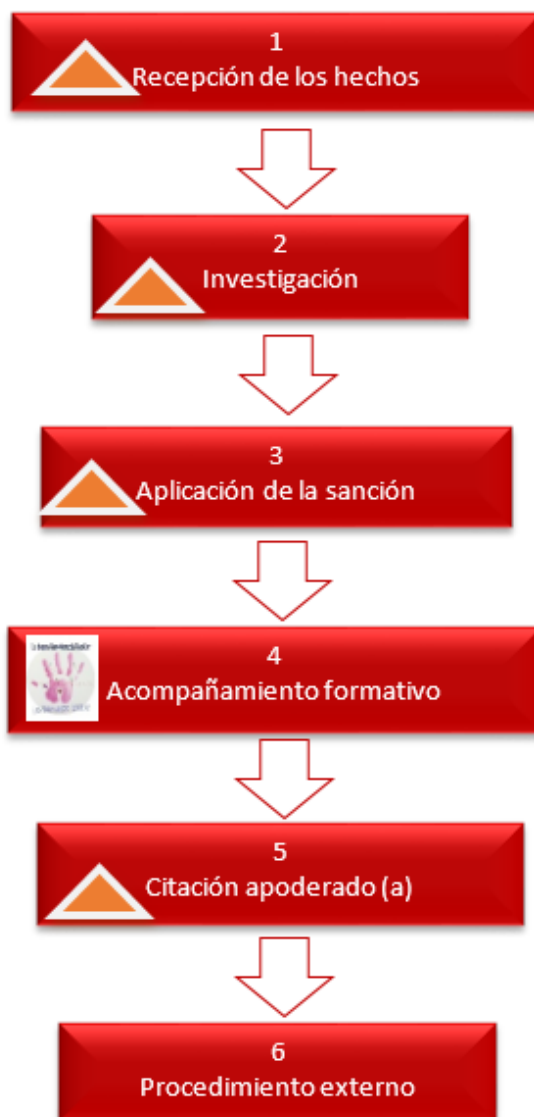 1
Recepción de los hechos
2
Investigación
3
Aplicación de la sanción
4
Acompañamiento formativo
5
Citación apoderado (a)
6
Procedimiento externo